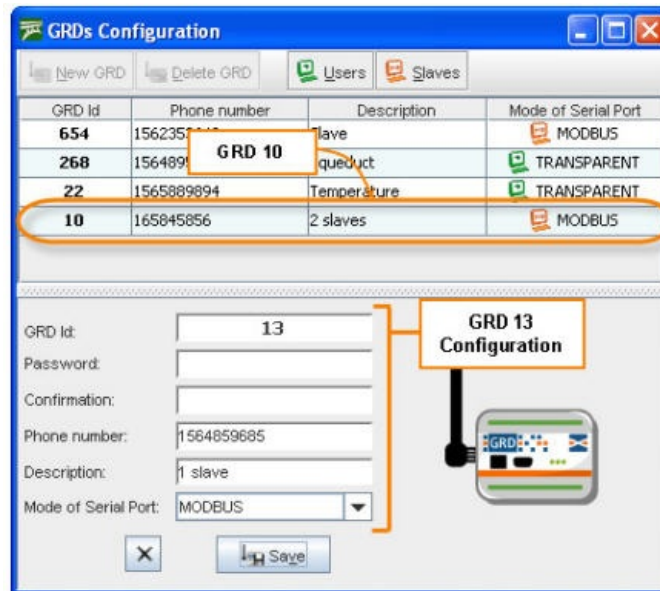 GRDs Configuration
New GRD Delete GRD Users Slaves
GRD Id Phone number Description Mode of Serial Port
654 Slave MODBUS
268 TRANSPARENT
GRD 10
22 1565889894 Temperature TRANSPARENT
10 165845856 2 slaves MODBUS
GRD Id: 13
GRD 13
Configuration
Password:
Confirmation:
Phone number: 1564859685
Description: 1 slave
Mode of Serial Port: MODBUS
GRD
Save